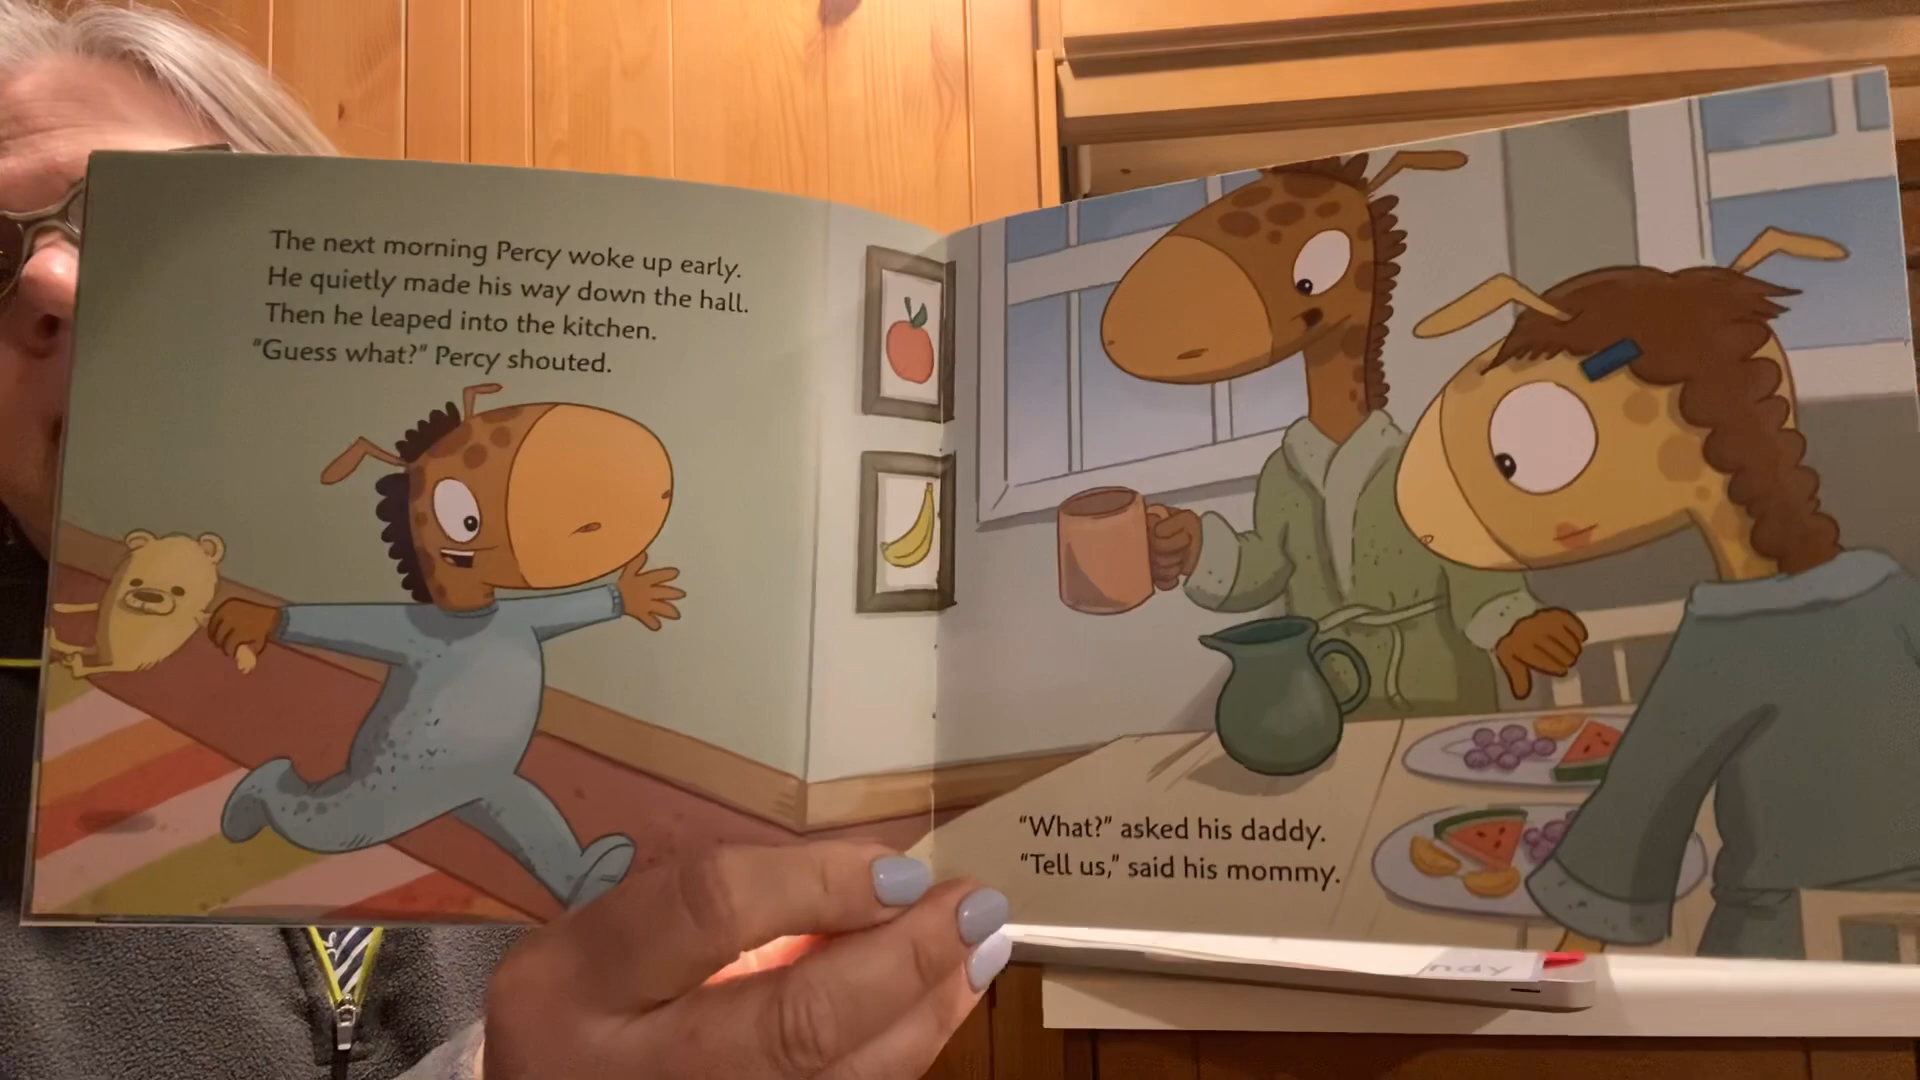 The next morning Percy woke up early.
He quietly made his way down the hall.
Then he leaped into the kitchen.
"Guess what?" Percy shouted.
"What?" asked his daddy.
"Tell us," said his mommy.
ndy